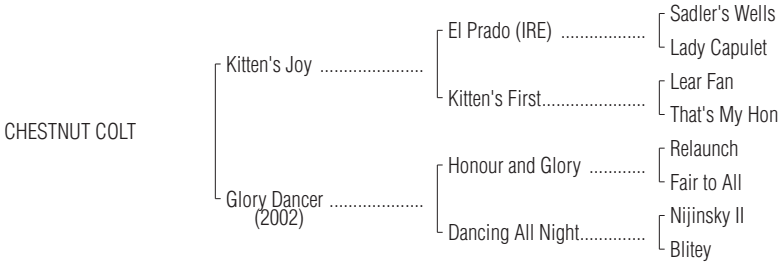 Sadler's Wells
El Prado (IRE) ..................
Lady Capulet
Kitten's Joy ......................
Lear Fan
Kitten's First......................
That's My Hon
CHESTNUT COLT
Relaunch
Honour and Glory ............
Fair to All
Glory Dancer ....................
(2002)
Nijinsky II
Dancing All Night..............
Blitey